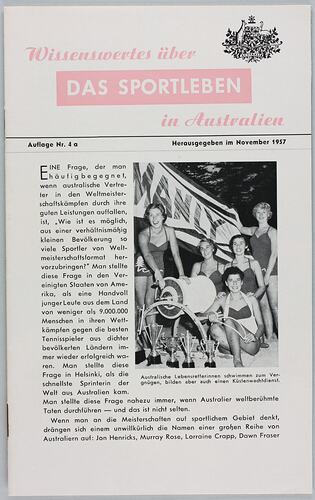 Wissenswertes über
DAS SPORTLEBEN
in Australien
Auflage Nr. 4 a
Herausgegeben im November 1957
EINE Frage, der man
häufig begegnet,
wenn australische Vertre-
ter in den Weltmeister-
schaftskämpfen durch ihre
guten Leistungen auffallen,
ist, „Wie ist es möglich,
aus einer verhältnismäßig
kleinen Bevölkerung so
viele Sportler von Welt-
meisterschaftsformat her-
vorzubringen?" Man stellte
diese Frage in den Ver-
einigten Staaten von Ame-
rika, als eine Handvoll
junger Leute aus dem Land
von weniger als 9.000.000
Menschen in ihren Wett-
kämpfen gegen die besten
Tennisspieler aus dichter
bevölkerten Ländern im-
mer wieder erfolgreich wa-
ren. Man stellte diese
Frage in Helsinki, als die
schnellste Sprinterin der
Welt aus Australien kam.
Man stellte diese Frage nahezu immer, wenn Australier weltberühmte
Taten durchführen — und das ist nicht selten.
Wenn man an die Meisterschaften auf sportlichem Gebiet denkt,
drängen sich einem unwillkürlich die Namen einer großen Reihe von
Australiern auf: Jon Henricks, Murray Rose, Lorraine Crapp, Dawn Fraser
Australische Lebensretterinnen schwimmen zum Ver-
gnügen, bilden aber auch einen Küstenwachtdienst.